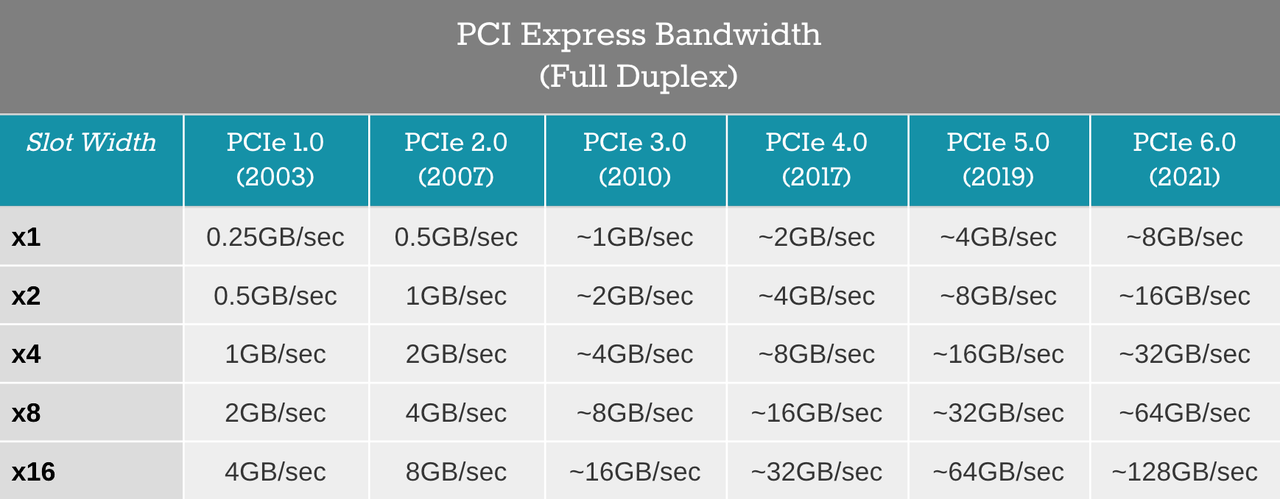 PCI Express Bandwidth
(Full Duplex)
Slot Width PCIe 1.0 PCIe 2.0 PCIe 3.0 PCIe 4.0 PCIe 5.0 PCIe 6.0
(2003) (2007) (2010) (2017) (2019) (2021)
x1 0.25GB/sec 0.5GB/sec ~1GB/sec ~2GB/sec ~4GB/sec ~8GB/sec
x2 0.5GB/sec 1GB/sec ~2GB/sec ~4GB/sec ~8GB/sec ~16GB/sec
x4 1GB/sec 2GB/sec ~4GB/sec ~8GB/sec ~16GB/sec ~32GB/sec
x8 2GB/sec 4GB/sec ~8GB/sec ~16GB/sec ~32GB/sec ~64GB/sec
x16 4GB/sec 8GB/sec ~16GB/sec ~32GB/sec ~64GB/sec ~128GB/sec